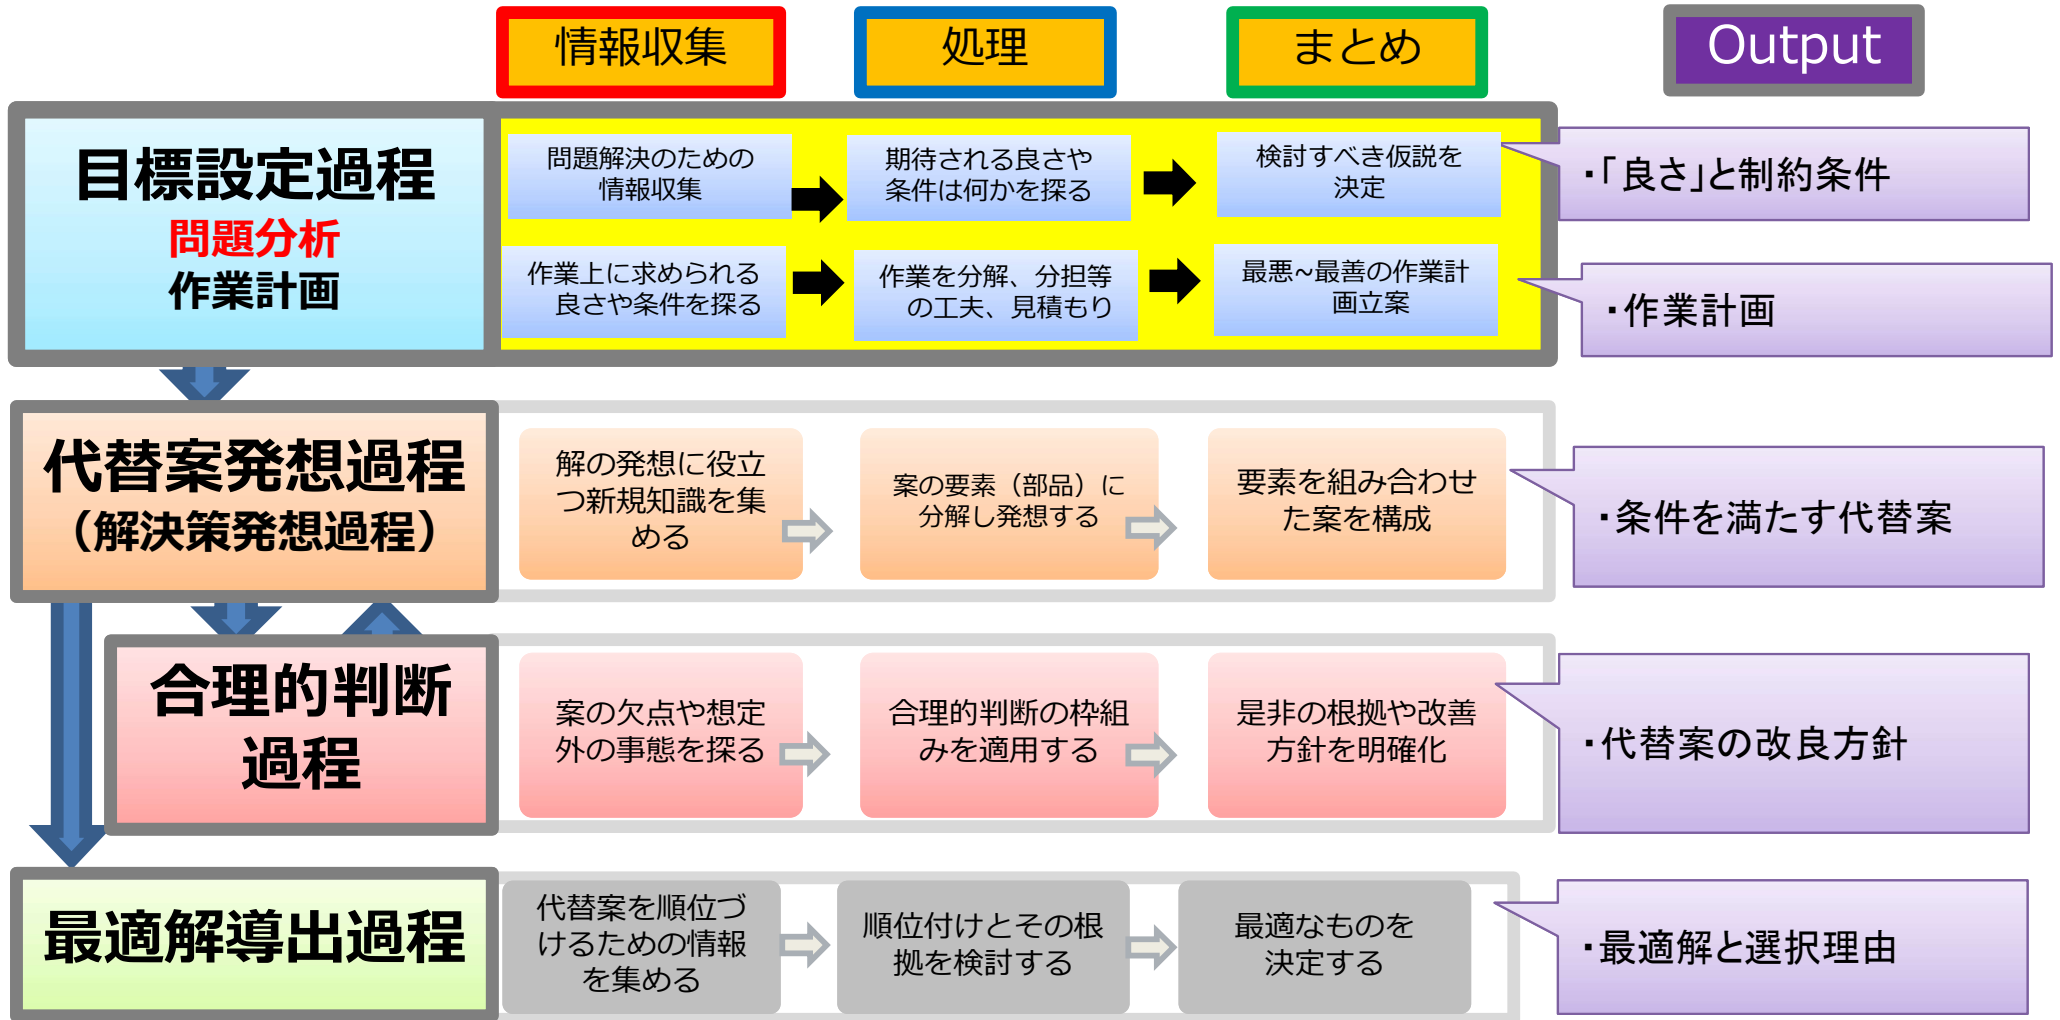 情報収集
処理
まとめ
Output
目標設定過程
問題分析
作業計画
問題解決のための
情報収集
期待される良さや
条件は何かを探る
検討すべき仮説を
決定
・「良さ」と制約条件
作業上に求められる
良さや条件を探る
作業を分解、分担等
の工夫、見積もり
最悪~最善の作業計
画立案
・作業計画
代替案発想過程
（解決策発想過程）
解の発想に役立
つ新規知識を集
める
案の要素（部品）に
分解し発想する
要素を組み合わせ
た案を構成
・条件を満たす代替案
合理的判断
過程
案の欠点や想定
外の事態を探る
合理的判断の枠組
みを適用する
是非の根拠や改善
方針を明確化
・代替案の改良方針
最適解導出過程
代替案を順位づ
けるための情報
を集める
順位付けとその根
拠を検討する
最適なものを
決定する
・最適解と選択理由